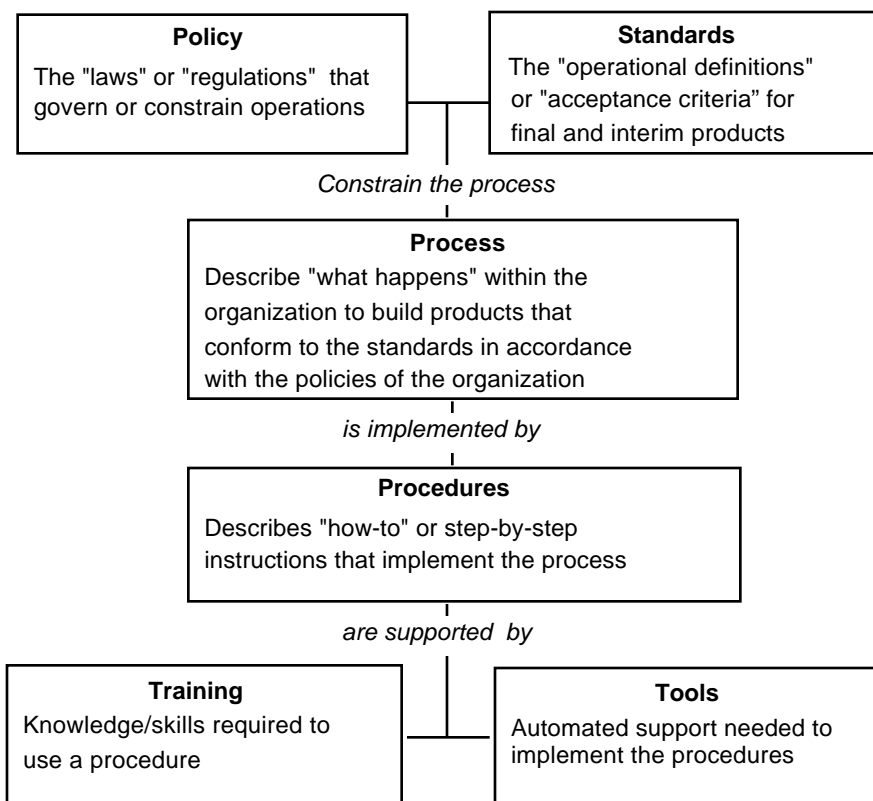 Policy
The "laws" or "regulations" that
govern or constrain operations
Standards
The "operational definitions"
or "acceptance criteria” for
final and interim products
Constrain the process
Process
Describe "what happens" within the
organization to build products that
conform to the standards in accordance
with the policies of the organization
is implemented by
Procedures
Describes "how-to" or step-by-step
instructions that implement the process
are supported by
Training
Knowledge/skills required to
use a procedure
Tools
Automated support needed to
implement the procedures